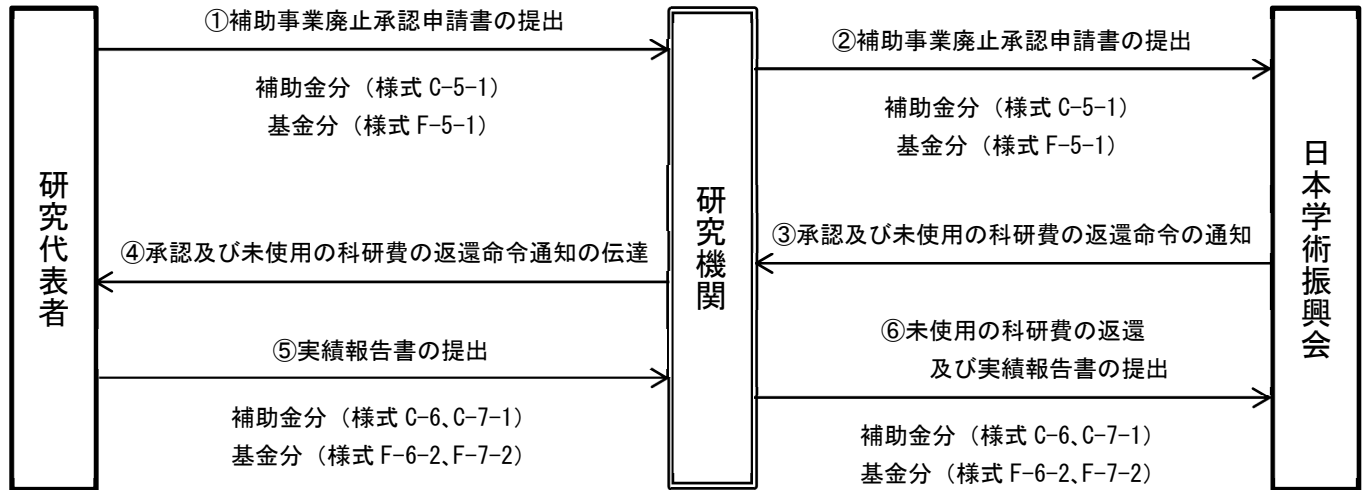 研究代表者
①補助事業廃止承認申請書の提出
補助金分（様式 C-5-1）
基金分（様式 F-5-1）
④承認及び未使用の科研費の返還命令通知の伝達
⑤実績報告書の提出
補助金分（様式 C-6、C-7-1）
基金分（様式 F-6-2、F-7-2）
研究機関
②補助事業廃止承認申請書の提出
補助金分（様式 C-5-1）
基金分（様式 F-5-1）
③承認及び未使用の科研費の返還命令の通知
⑥未使用の科研費の返還
及び実績報告書の提出
補助金分（様式 C-6、C-7-1）
基金分（様式 F-6-2、F-7-2）
日本学術振興会